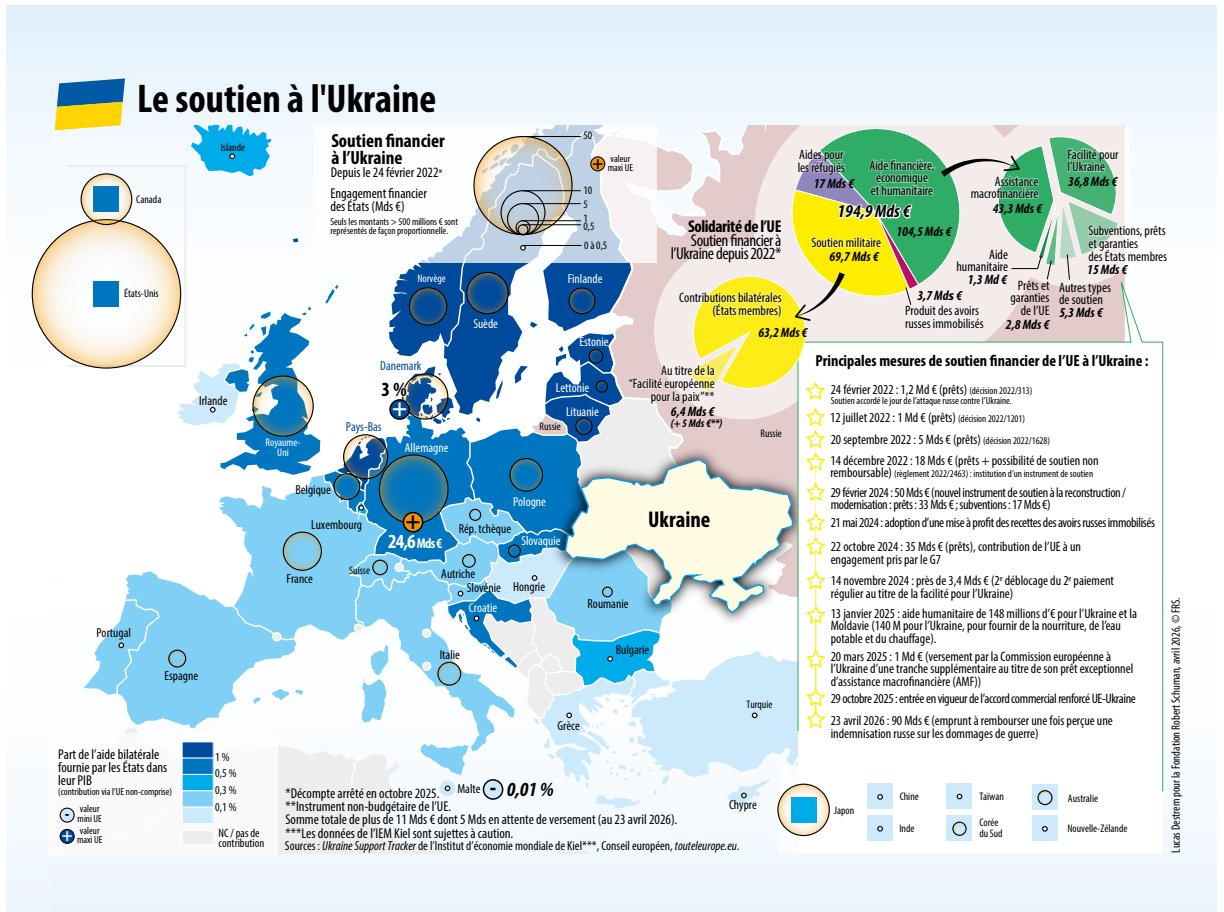 Le soutien à l'Ukraine
Islande
Canada
États-Unis
Soutien financier
à l'Ukraine
Depuis le 24 février 2022*
Engagement financier
des États (Mds €)
Seuls les montants > 500 millions € sont
représentés de façon proportionnelle.
50
10
5
1
0,5
0 à 0,5
valeur
maxi UE
Solidarité de l'UE
Soutien financier à
l'Ukraine depuis 2022*
Aides pour
les réfugiés
17 Mds €
Aide financière,
économique
et humanitaire
194,9 Mds €
104,5 Mds €
Soutien militaire
69,7 Mds €
3,7 Mds €
Produit des avoirs
russes immobilisés
Facilité pour
l'Ukraine
36,8 Mds €
Assistance
macrofinancière
43,3 Mds €
Subventions, prêts
et garanties
des États membres
15 Mds €
Aide
humanitaire
1,3 Md €
Prêts et
garanties
de l'UE
2,8 Mds €
Autres types
de soutien
5,3 Mds €
Contributions bilatérales
(États membres)
63,2 Mds €
Au titre de la
"Facilité européenne
pour la paix"**
6,4 Mds €
(+ 5 Mds €**)
Norvège
Suède
Finlande
Estonie
Lettonie
Lituanie
Russie
Russie
Danemark
3 %
+
Irlande
Royaume-
Uni
Pays-Bas
Allemagne
Belgique
Luxembourg
24,6 Mds €
Pologne
Rép. tchèque
Slovaquie
Ukraine
France
Suisse
Autriche
Slovénie
Hongrie
Croatie
Roumanie
Bulgarie
Italie
Portugal
Espagne
Grèce
Turquie
Chypre
Malte
- 0,01 %
Principales mesures de soutien financier de l'UE à l'Ukraine :
24 février 2022 : 1,2 Md € (prêts) (décision 2022/313)
Soutien accordé le jour de l'attaque russe contre l'Ukraine.
12 juillet 2022 : 1 Md € (prêts) (décision 2022/1201)
20 septembre 2022 : 5 Md € (prêts) (décision 2022/1628)
14 décembre 2022 : 18 Md € (prêts + possibilité de soutien non
remboursable) (règlement 2022/2463) : institution d'un instrument de soutien
29 février 2024 : 50 Mds € (nouvel instrument de soutien à la reconstruction /
modernisation : prêts : 33 Mds € ; subventions : 17 Mds €)
21 mai 2024 : adoption d'une mise à profit des recettes des avoirs russes immobilisés
22 octobre 2024 : 35 Mds € (prêts), contribution de l'UE à un
engagement pris par le G7
14 novembre 2024 : près de 3,4 Mds € (2e déblocage du 2e paiement
régulier au titre de la facilité pour l'Ukraine)
13 janvier 2025 : aide humanitaire de 148 millions d'€ pour l'Ukraine et la
Moldavie (140 M pour l'Ukraine, pour fournir de la nourriture, de l'eau
potable et du chauffage).
20 mars 2025 : 1 Md € (versement par la Commission européenne à
l'Ukraine d'une tranche supplémentaire au titre de son prêt exceptionnel
d'assistance macrofinancière (AMF))
29 octobre 2025 : entrée en vigueur de l'accord commercial renforcé UE-Ukraine
23 avril 2026 : 90 Mds € (emprunt à rembourser une fois perçue une
indemnisation russe sur les dommages de guerre)
Part de l'aide bilatérale
fournie par les États dans
leur PIB
(contribution via l'UE non-comprise)
valeur
mini UE
valeur
maxi UE
1 %
0,5 %
0,3 %
0,1 %
NC / pas de
contribution
*Décompte arrêté en octobre 2025.
**Instrument non-budgétaire de l'UE.
Somme totale de plus de 11 Mds € dont 5 Mds en attente de versement (au 23 avril 2026).
***Les données de l'IEM Kiel sont sujettes à caution.
Sources : Ukraine Support Tracker de l'Institut d'économie mondiale de Kiel***, Conseil européen, touteleurope.eu.
Japon
Chine
Taïwan
Australie
Inde
Corée
du Sud
Nouvelle-Zélande
Lucas Destrem pour la Fondation Robert Schuman, avril 2026, © FRS.